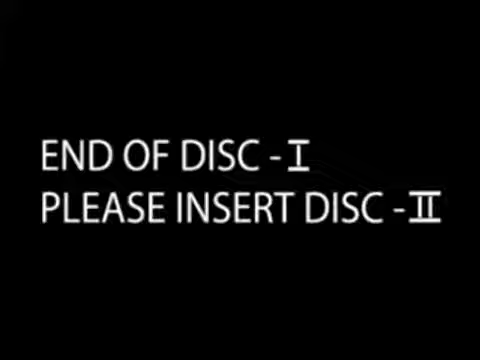 END OF DISC - I
PLEASE INSERT DISC - II